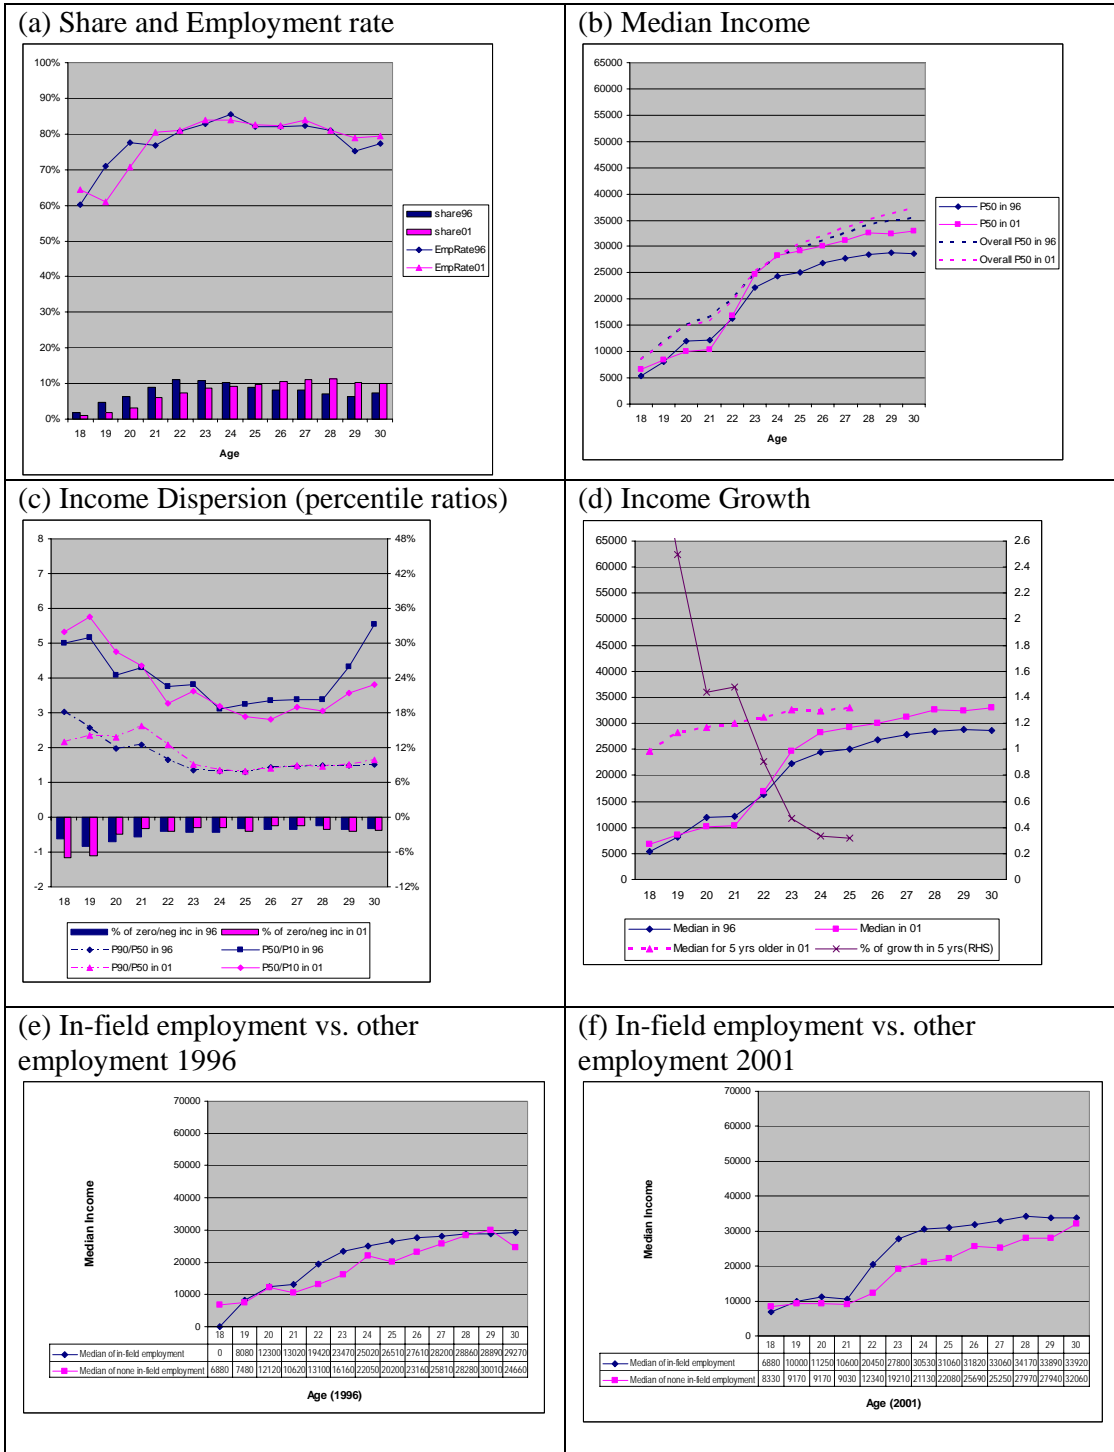 (a) Share and Employment rate
100%
90%
80%
70%
60%
50%
40%
30%
20%
10%
0%
18 19 20 21 22 23 24 25 26 27 28 29 30
Age
share96
share01
EmpRate96
EmpRate01
(b) Median Income
65000
60000
55000
50000
45000
40000
35000
30000
25000
20000
15000
10000
5000
0
18 19 20 21 22 23 24 25 26 27 28 29 30
Age
P50 in 96
P50 in 01
Overall P50 in 96
Overall P50 in 01
(c) Income Dispersion (percentile ratios)
8 48%
7 42%
6 36%
5 30%
4 24%
3 18%
2 12%
1 6%
0 0%
-1 -6%
-2 -12%
18 19 20 21 22 23 24 25 26 27 28 29 30
% of zero/neg inc in 96 % of zero/neg inc in 01
P90/P50 in 96 P50/P10 in 96
P90/P50 in 01 P50/P10 in 01
(d) Income Growth
65000 2.6
60000 2.4
55000 2.2
50000 2
45000 1.8
40000 1.6
35000 1.4
30000 1.2
25000 1
20000 0.8
15000 0.6
10000 0.4
5000 0.2
0 0
18 19 20 21 22 23 24 25 26 27 28 29 30
Median in 96 Median in 01
Median for 5 yrs older in 01 % of growth in 5 yrs(RHS)
(e) In-field employment vs. other
employment 1996
Median Income
70000
60000
50000
40000
30000
20000
10000
0
18 19 20 21 22 23 24 25 26 27 28 29 30
Median of in-field employment 0 8080 12300 13020 19420 23470 25020 26510 27610 28200 28860 28890 29270
Median of none in-field employment 6880 7480 12120 10620 13100 16160 22050 20200 23160 25810 28280 30010 24660
Age (1996)
(f) In-field employment vs. other
employment 2001
Median Income
70000
60000
50000
40000
30000
20000
10000
0
18 19 20 21 22 23 24 25 26 27 28 29 30
Median of in-field employment 6880 10000 11250 10600 20450 27800 30530 31060 31820 33060 34170 33890 33920
Median of none in-field employment 8330 9170 9170 9030 12340 19210 21130 22080 25690 25250 27970 27940 32060
Age (2001)